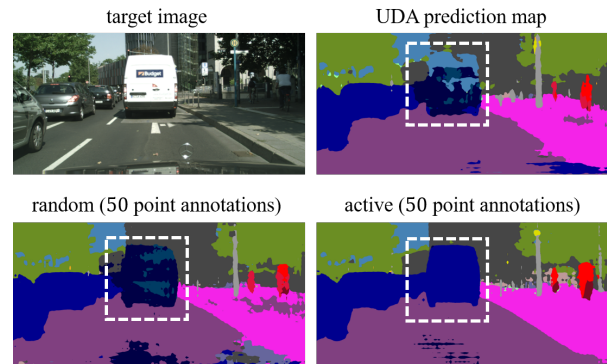 target image
UDA prediction map
Budget
random (50 point annotations)
active (50 point annotations)